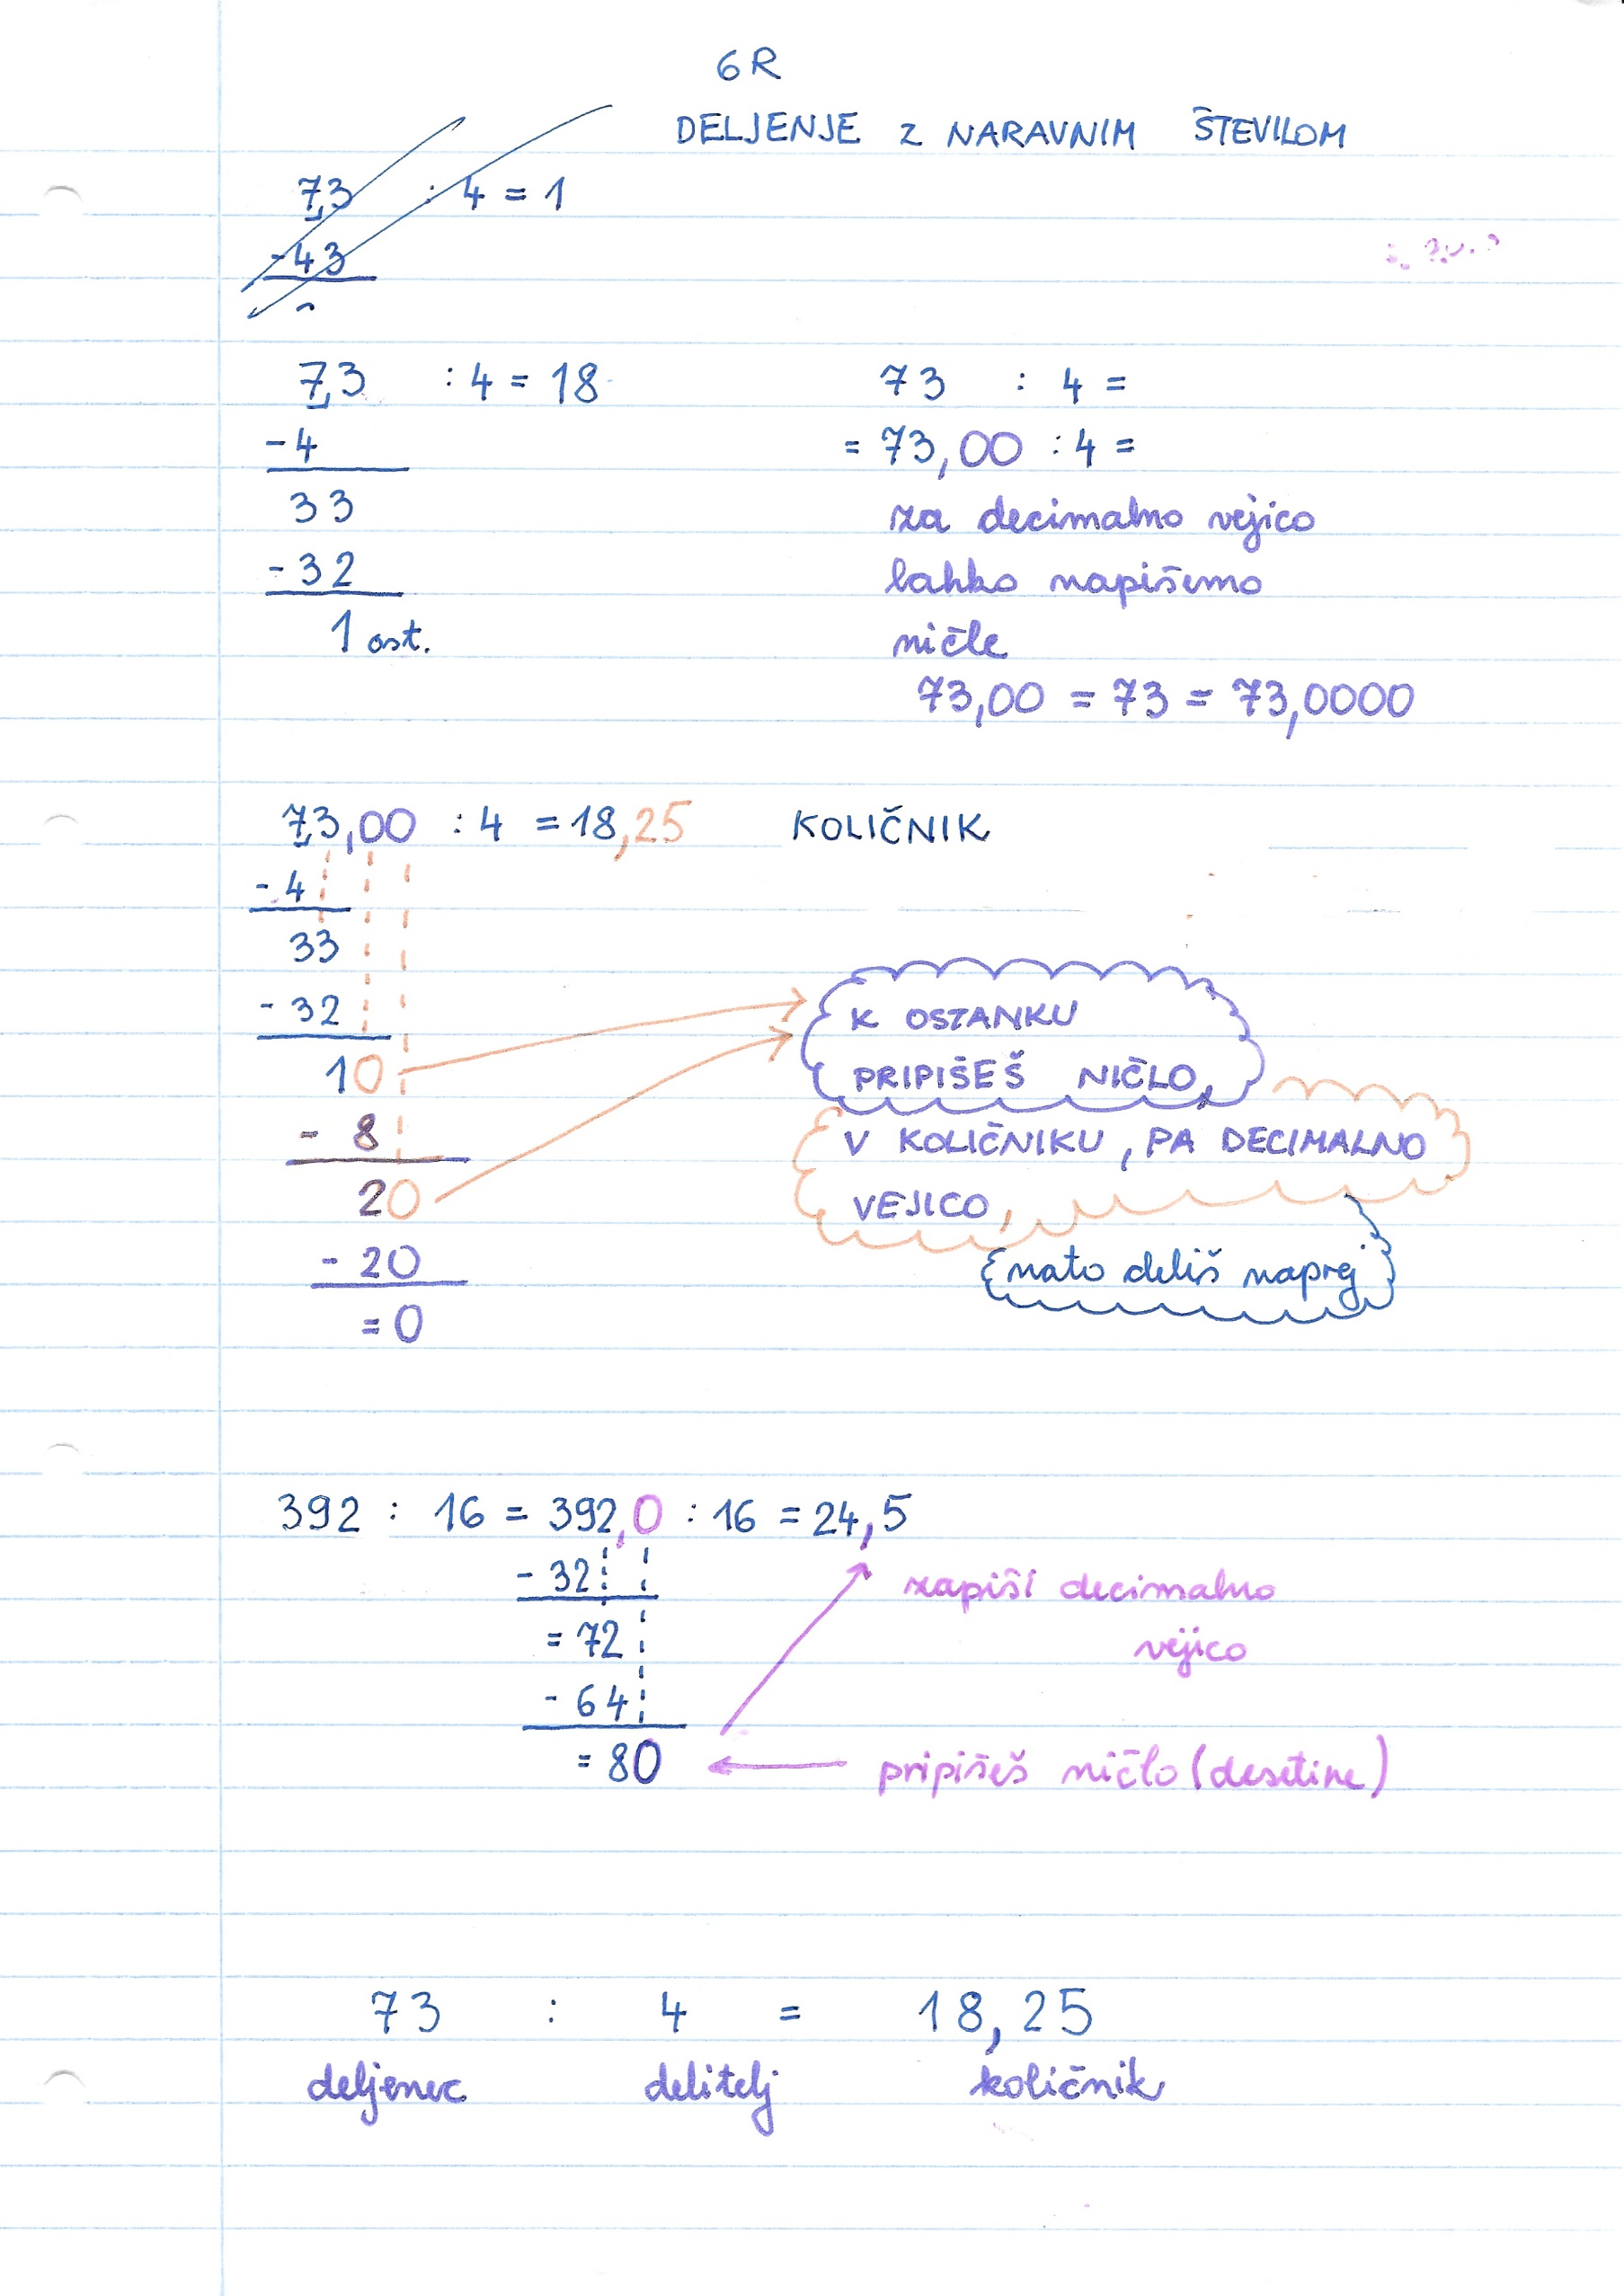 6R
DELJENJE Z NARAVNIM ŠTEVILOM
73 : 4 = 1
-43
73 : 4 = 18
-4
33
-32
1 ost.
73 : 4 =
= 73,00 : 4 =
za decimalno vejico
lahko napišemo
ničle
73,00 = 73 = 73,0000
73,00 : 4 = 18,25 KOLIČNIK
- 4
33
- 32
10
- 8
20
- 20
= 0
K OSTANKU
PRIPIŠEŠ NIČLO,
V KOLIČNIKU, PA DECIMALNO
VEJICO,
nato deliš naprej
392 : 16 = 392,0 : 16 = 24,5
- 32
= 72
- 64
= 80
zapiši decimalno
vejico
pripišeš ničlo (desetine)
73 : 4 = 18,25
deljenec delitelj količnik